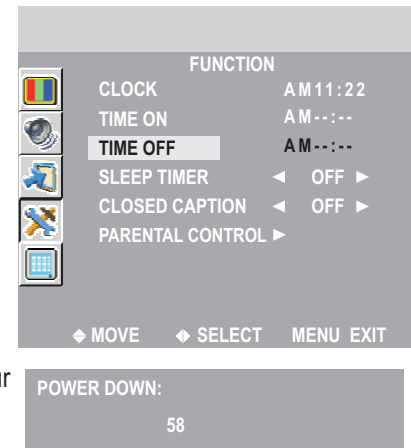 FUNCTION
CLOCK AM11:22
TIME ON AM--:--
TIME OFF AM--:--
SLEEP TIMER ◄ OFF ►
CLOSED CAPTION ◄ OFF ►
PARENTAL CONTROL ►
MOVE SELECT MENU EXIT
POWER DOWN:
58